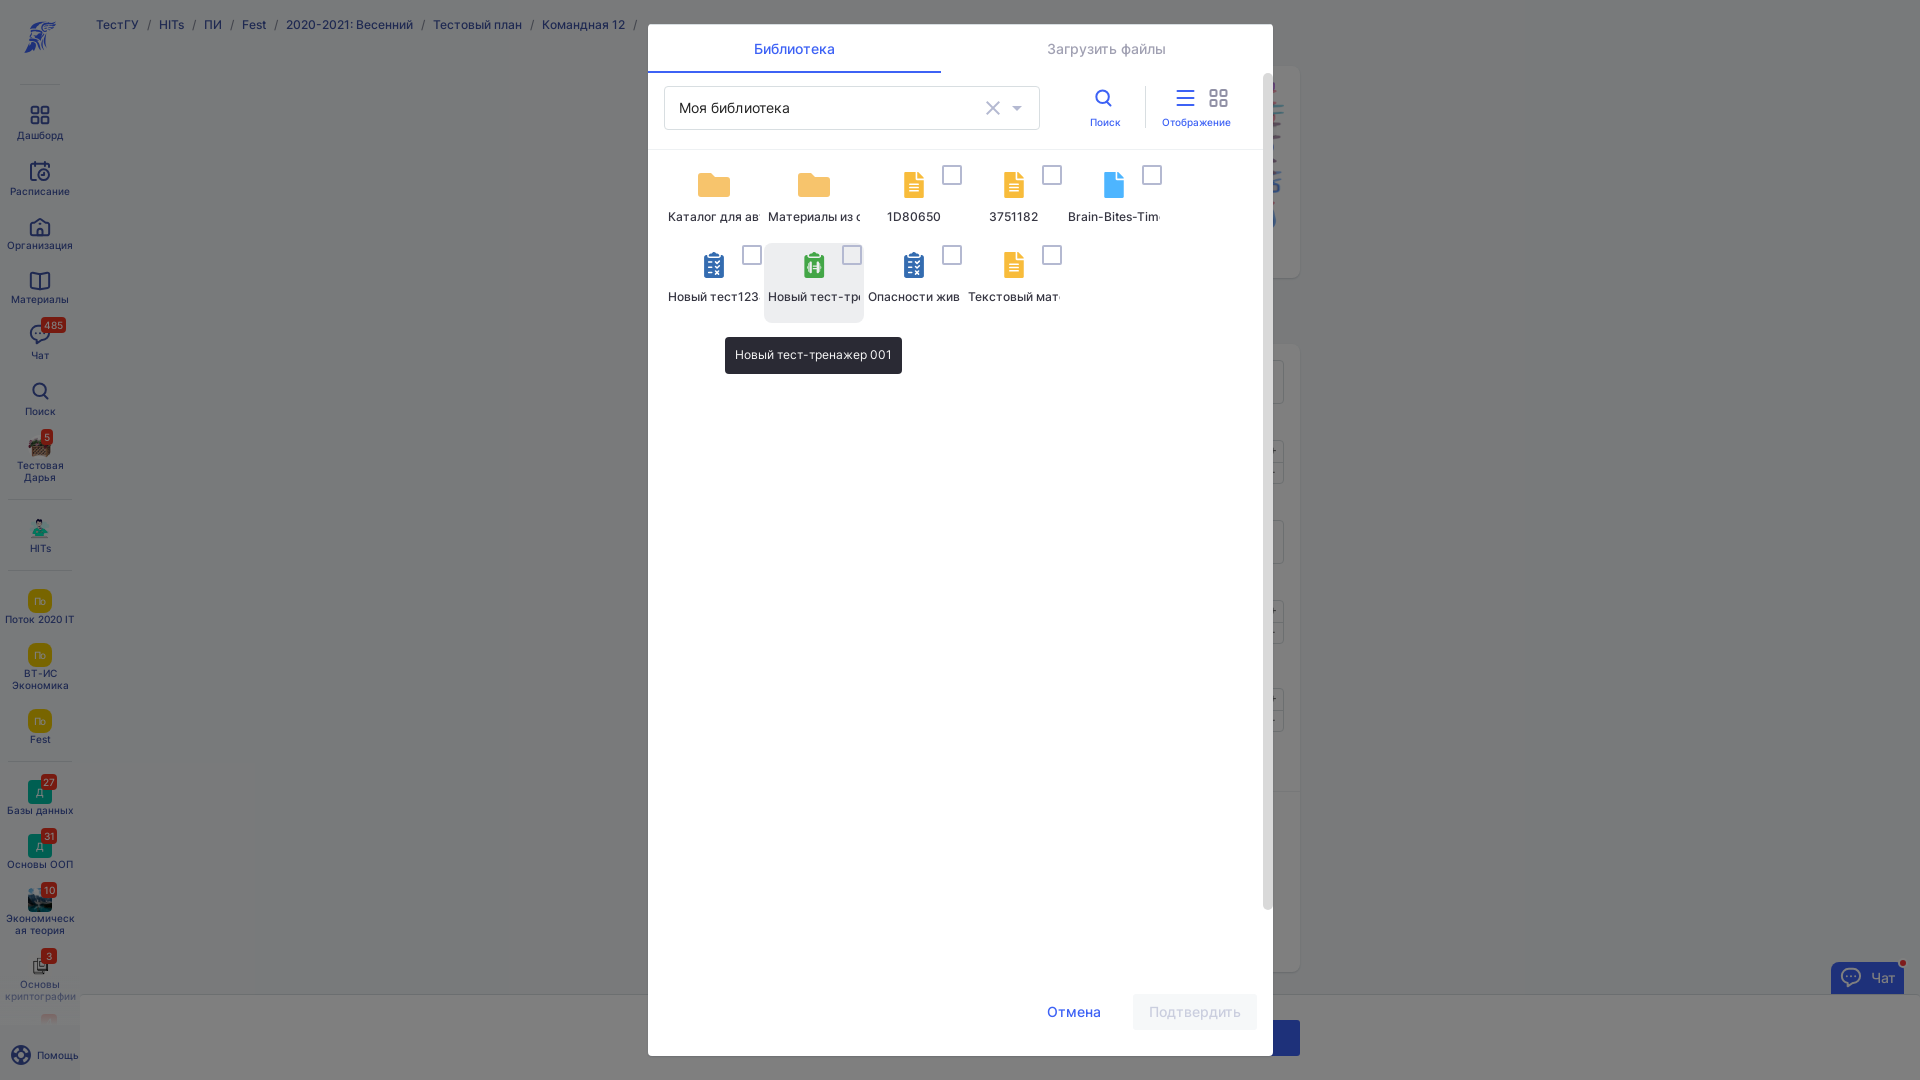 ТестГУ / HITs / ПИ / Fest / 2020-2021: Весенний / Тестовый план / Командная 12 /
Дашборд
Расписание
Организация
Материалы
485
Чат
Поиск
5
Тестовая
Дарья
HITs
По
Поток 2020 IT
По
ВТ-ИС
Экономика
По
Fest
Д
27
Базы данных
Д
31
Основы ООП
10
Экономическ
ая теория
3
Основы
криптографии
Помощь
Библиотека
Загрузить файлы
Моя библиотека
Поиск
Отображение
Каталог для ав
Материалы из с
1D80650
3751182
Brain-Bites-Tim
Новый тест123
Новый тест-тре
Опасности жив
Текстовый мат
Новый тест-тренажер 001
Отмена
Подтвердить
Чат